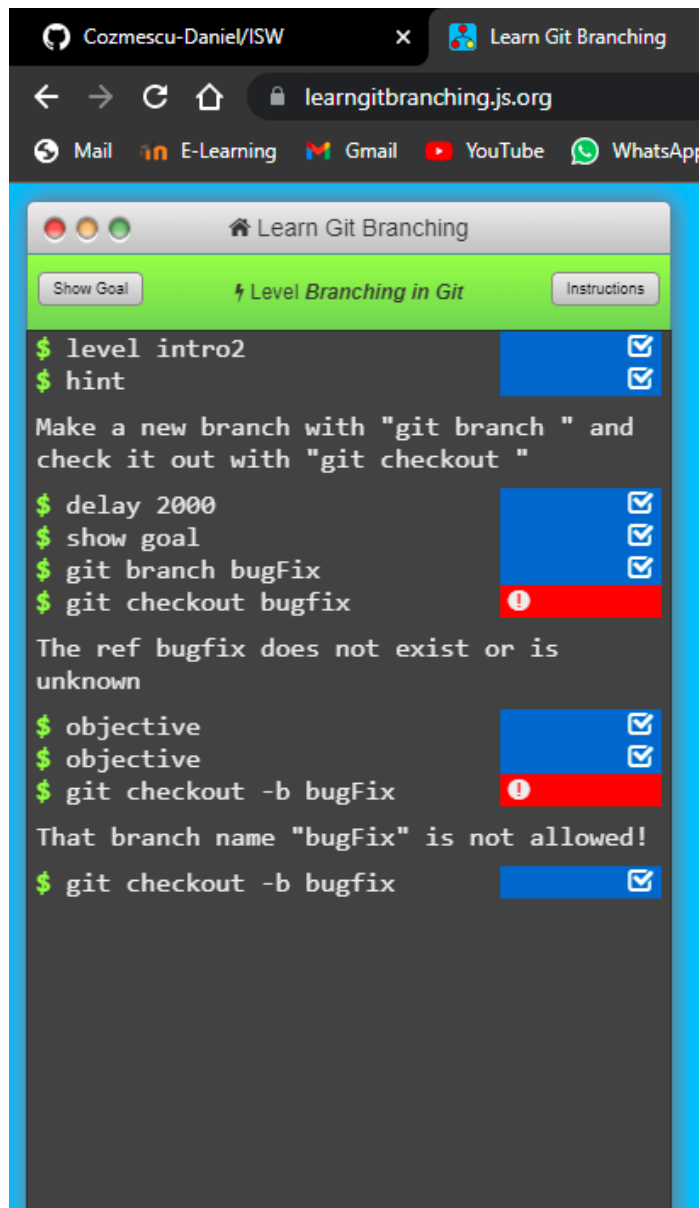 Cozmescu-Daniel/ISW
Learn Git Branching
learngitbranching.js.org
Mail E-Learning Gmail YouTube WhatsApp
Learn Git Branching
Show Goal Level Branching in Git Instructions
$ level intro2
$ hint
Make a new branch with "git branch " and
check it out with "git checkout "
$ delay 2000
$ show goal
$ git branch bugFix
$ git checkout bugfix
The ref bugfix does not exist or is
unknown
$ objective
$ objective
$ git checkout -b bugFix
That branch name "bugFix" is not allowed!
$ git checkout -b bugfix